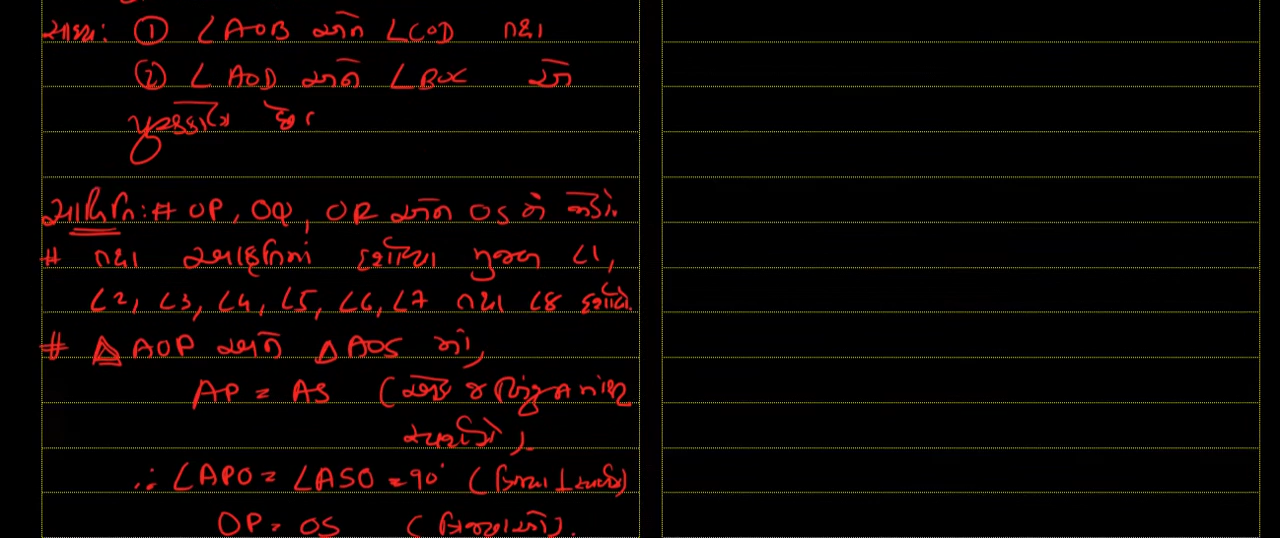 સાધ્ય: ① ∠AOB અને ∠COD તથા
② ∠AOD અને ∠BOC એ
પૂરકકોણ છે.
સાબિતિ: # OP, OQ, OR અને OS ને જોડો.
# તથા આકૃતિમાં દર્શાવ્યા મુજબ ∠1,
∠2, ∠3, ∠4, ∠5, ∠6, ∠7 તથા ∠8 દર્શાવો.
# △AOP અને △AOS માં,
AP = AS (એક જ બિંદુ A માંથી
સ્પર્શકો).
∴ ∠APO = ∠ASO = 90° (ત્રિજ્યા ⊥ સ્પર્શક)
OP = OS (ત્રિજ્યાઓ).